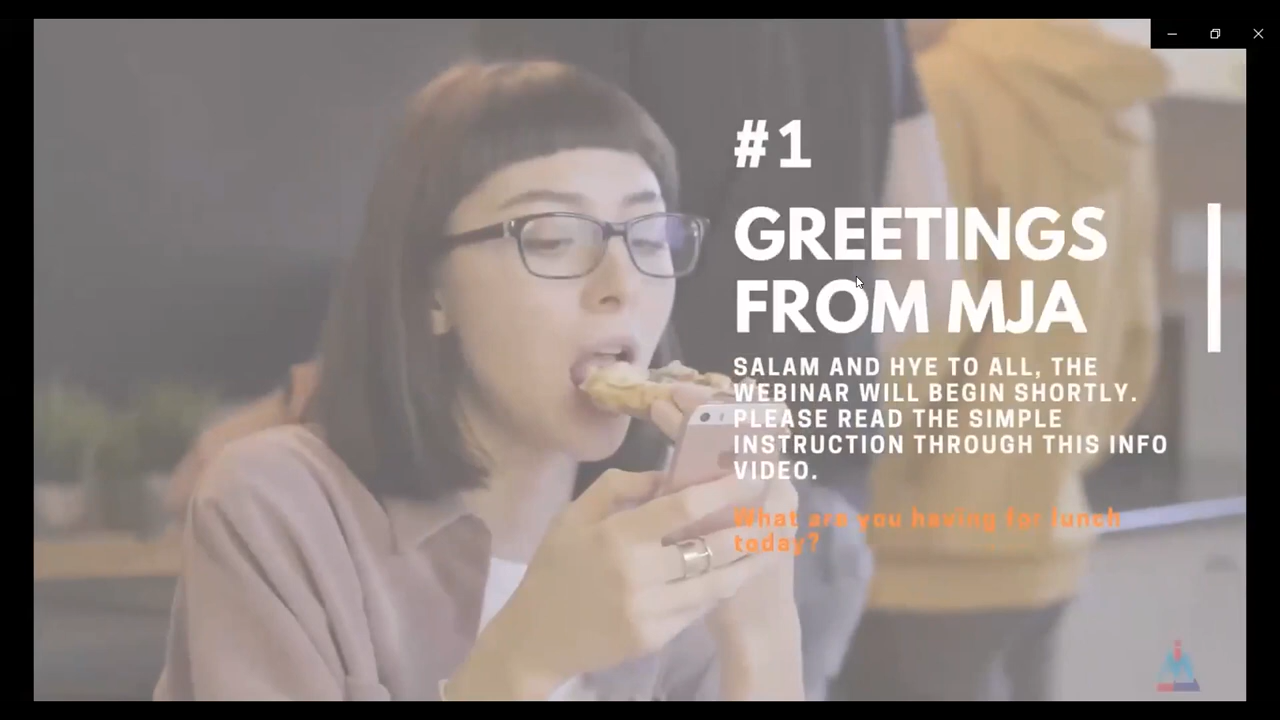 #1
GREETINGS
FROM MJA
SALAM AND HYE TO ALL, THE
WEBINAR WILL BEGIN SHORTLY.
PLEASE READ THE SIMPLE
INSTRUCTION THROUGH THIS INFO
VIDEO.
What are you having for lunch
today?